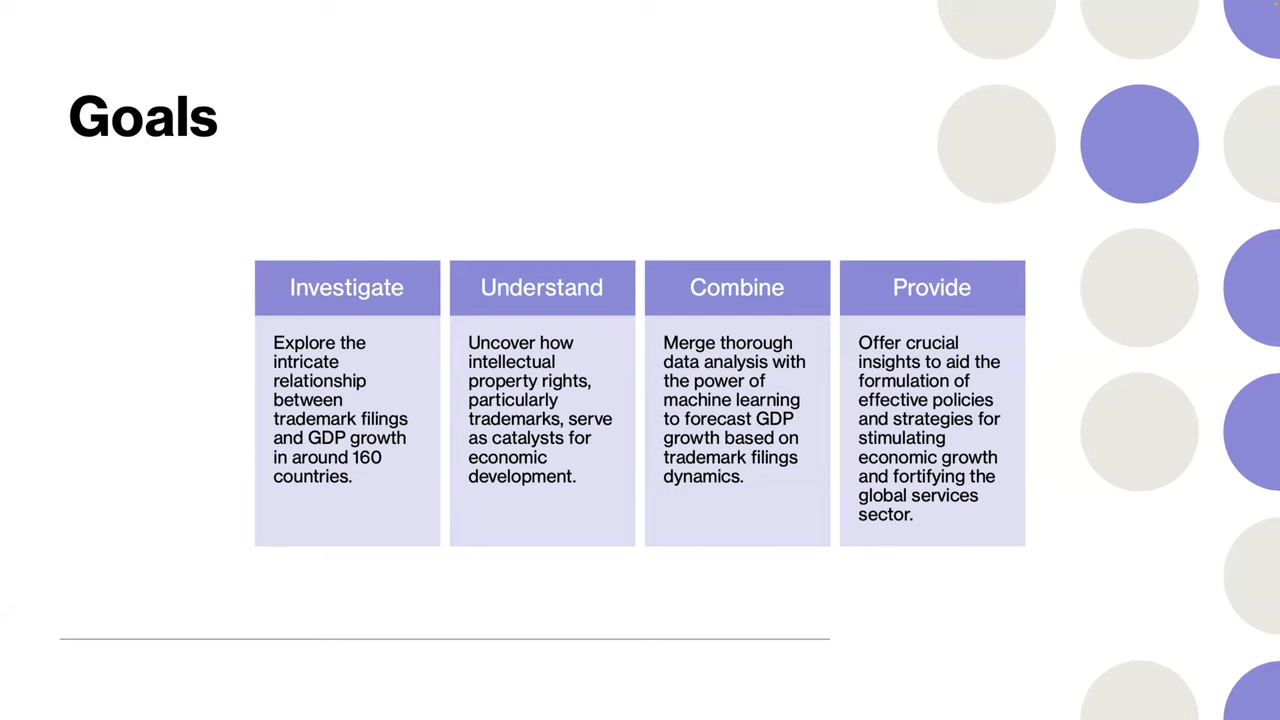 Goals
Investigate
Explore the
intricate
relationship
between
trademark filings
and GDP growth
in around 160
countries.
Understand
Uncover how
intellectual
property rights,
particularly
trademarks, serve
as catalysts for
economic
development.
Combine
Merge thorough
data analysis with
the power of
machine learning
to forecast GDP
growth based on
trademark filings
dynamics.
Provide
Offer crucial
insights to aid the
formulation of
effective policies
and strategies for
stimulating
economic growth
and fortifying the
global services
sector.